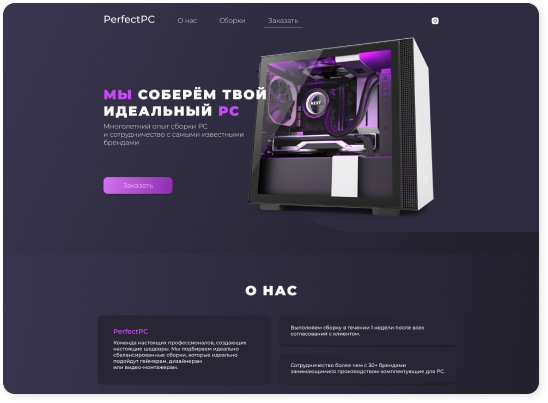 PerfectPC
О нас
Сборки
Заказать
МЫ СОБЕРЁМ ТВОЙ
ИДЕАЛЬНЫЙ PC
Многолетний опыт сборки PC
и сотрудничество с самыми известными
брендами
Заказать
NZXT
О НАС
PerfectPC
Команда настоящих профессионалов, создающих
настоящие шедевры. Мы подбираем идеально
сбалансированные сборки, которые идеально
подойдут геймерам, дизайнерам
или видео-монтажерам.
Выполняем сборку в течении 1 недели после всех
согласований с клиентом.
Сотрудничество более чем с 30+ брендами
занимающимися производством комплектующие для PC.